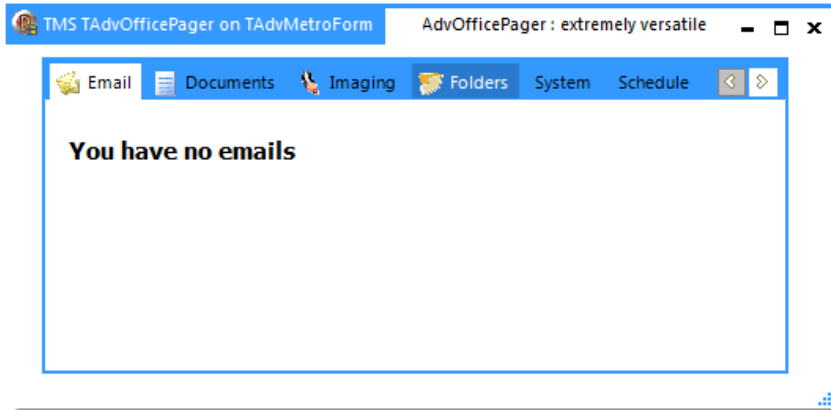 TMS TAdvOfficePager on TAdvMetroForm AdvOfficePager : extremely versatile
Email Documents Imaging Folders System Schedule
You have no emails